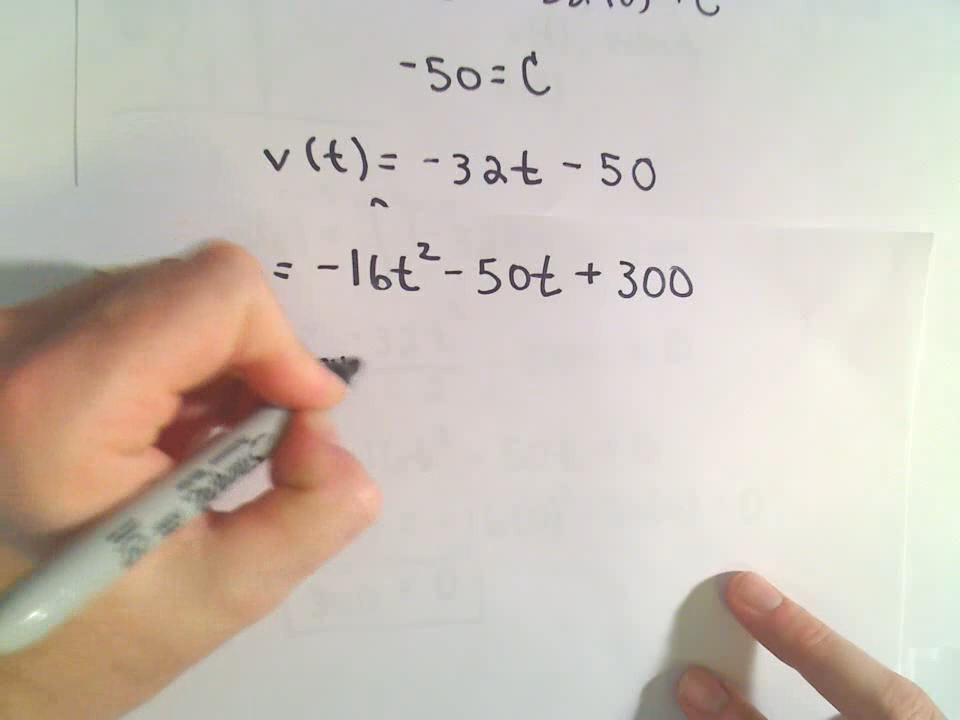 -50 = C
v(t) = -32t - 50
= -16t² - 50t + 300